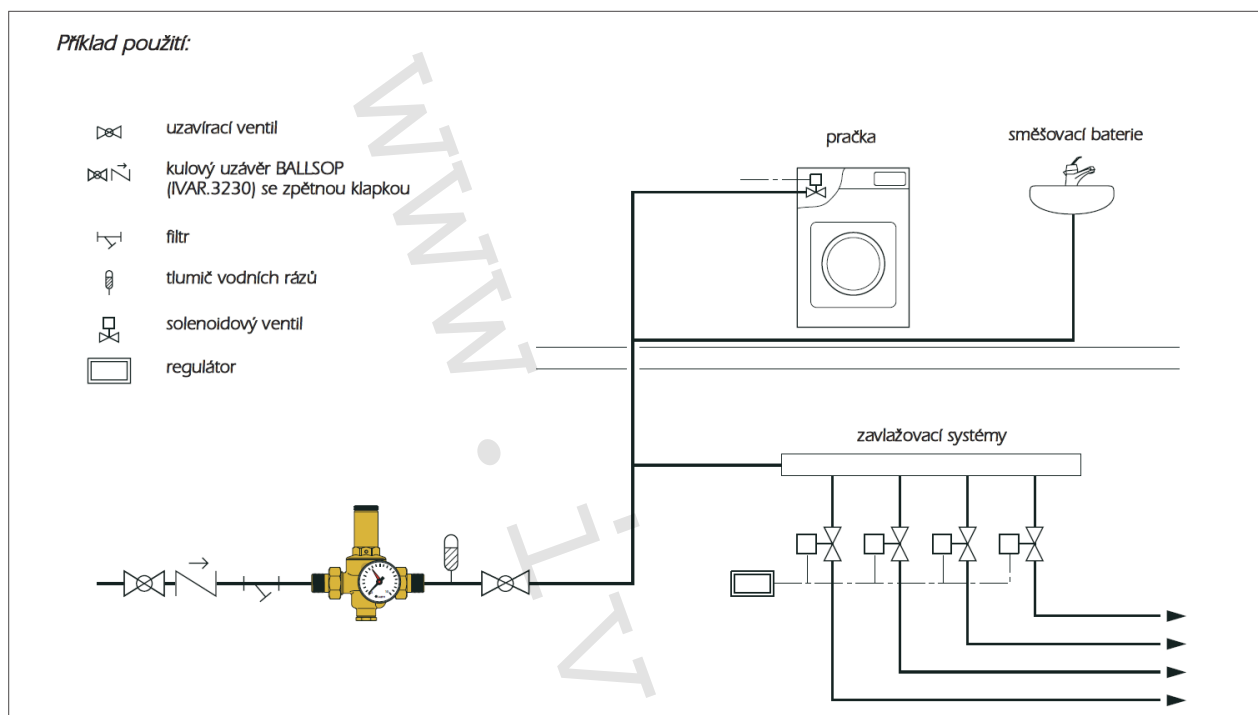 Příklad použití:
uzavírací ventil
kulový uzávěr BALLSOP
(IVAR.3230) se zpětnou klapkou
filtr
tlumič vodních rázů
solenoidový ventil
regulátor
pračka
směšovací baterie
zavlažovací systémy
www.iv